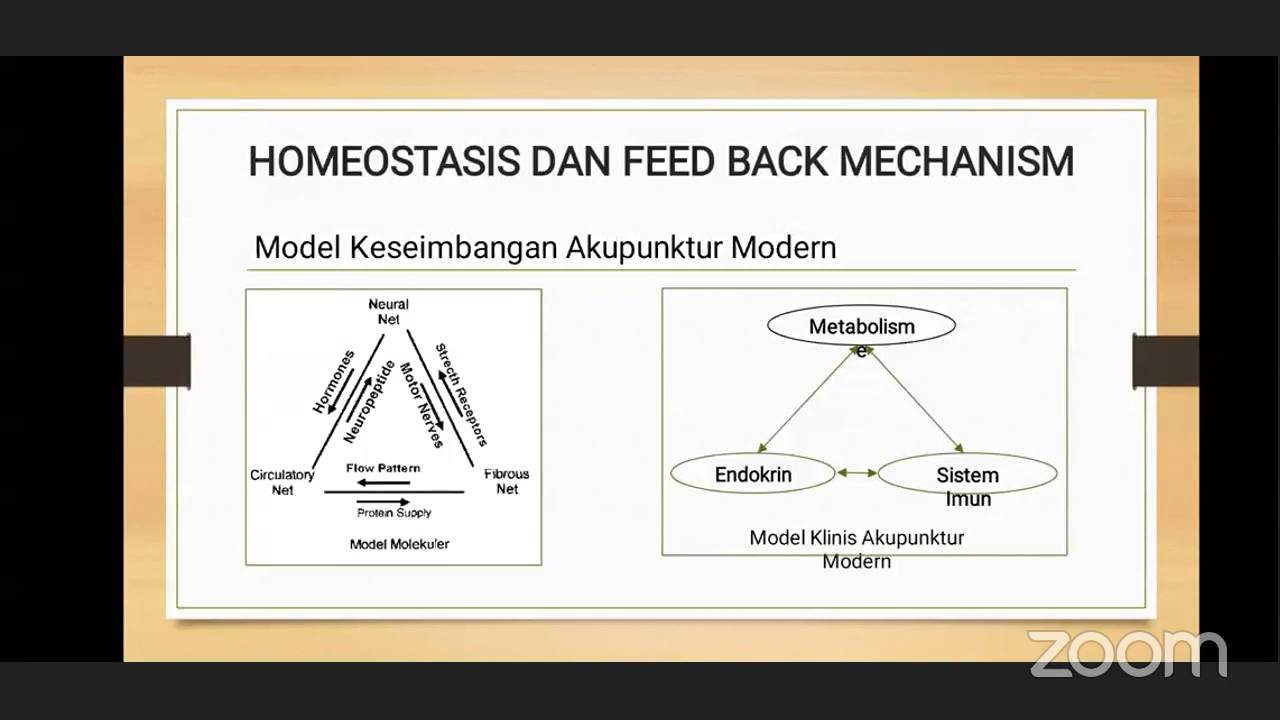 HOMEOSTASIS DAN FEED BACK MECHANISM
Model Keseimbangan Akupunktur Modern
Neural
Net
Hormones
Neuropeptide
Motor Nerves
Strecth Receptors
Circulatory
Net
Flow Pattern
Protein Supply
Fibrous
Net
Model Molekuler
Metabolism
e
Endokrin
Sistem
Imun
Model Klinis Akupunktur
Modern
zoom